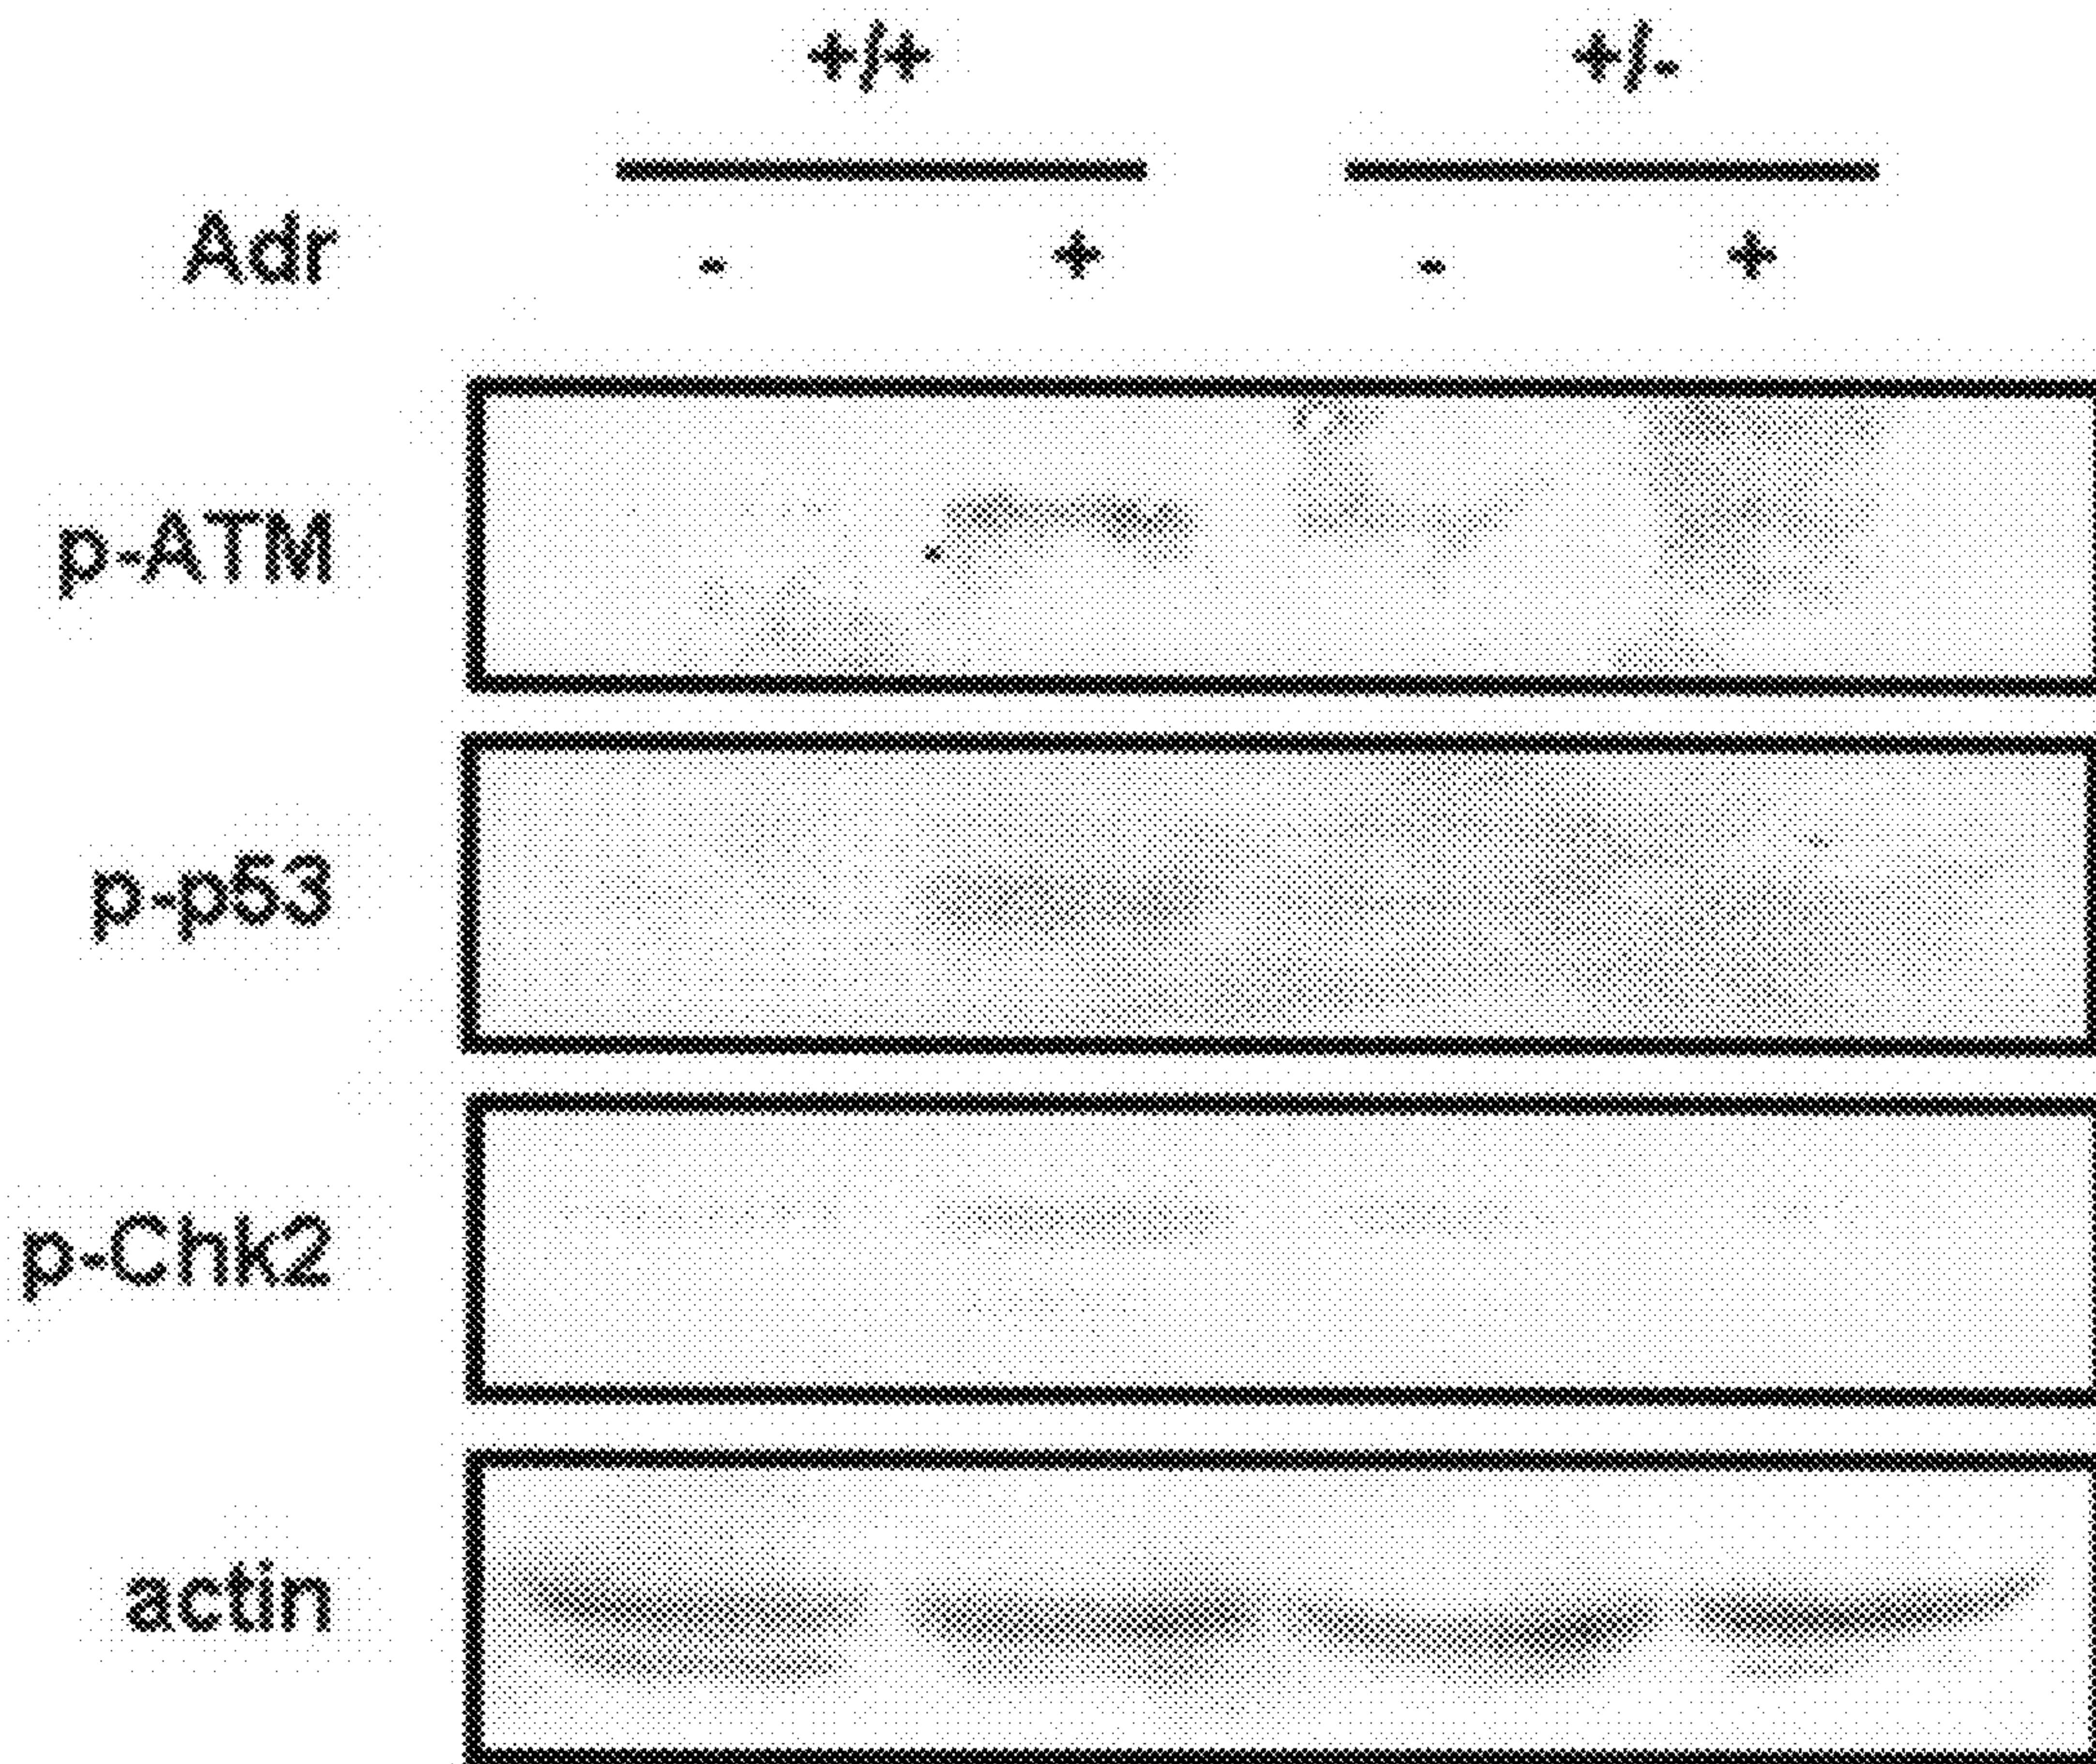 +/+ +/-
Adr - + - +
p-ATM
p-p53
p-Chk2
actin